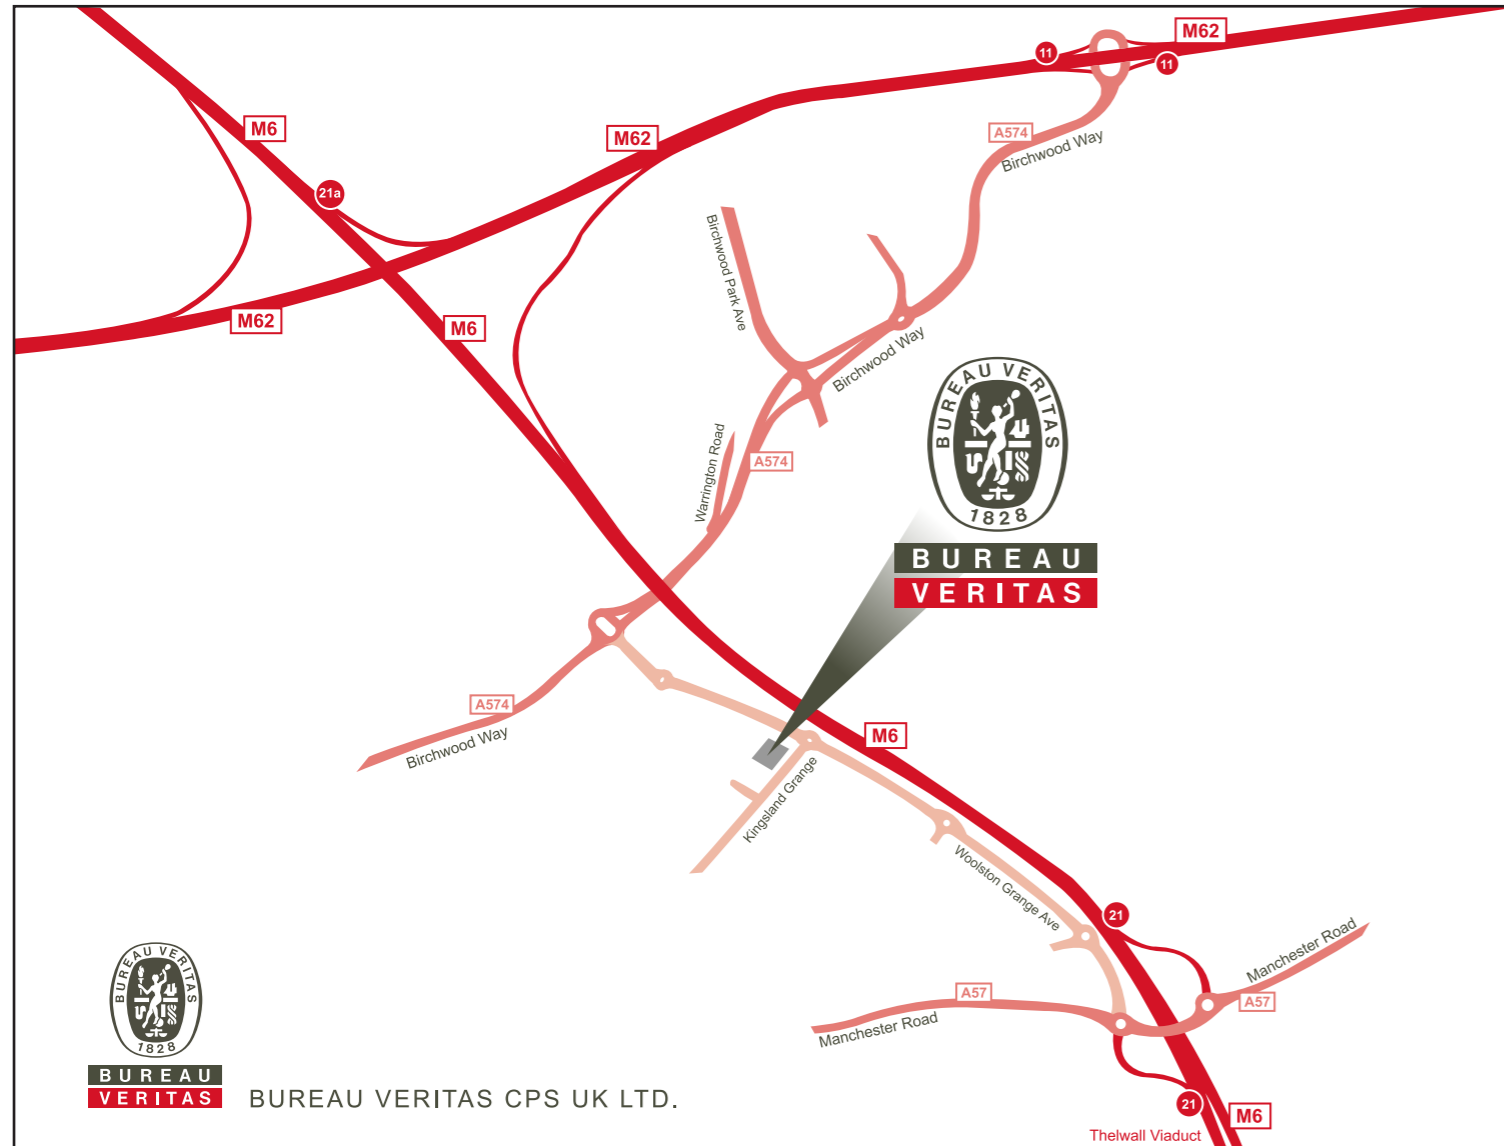 M62
11
11
A574
Birchwood Way
M6
M62
21a
Birchwood Park Ave
M62
M6
Birchwood Way
BUREAU VERITAS
1828
BUREAU
VERITAS
Warrington Road
A574
A574
Birchwood Way
M6
Kingsland Grange
Woolston Grange Ave
21
Manchester Road
A57
A57
Manchester Road
BUREAU VERITAS
1828
BUREAU
VERITAS
BUREAU VERITAS CPS UK LTD.
21
M6
Thelwall Viaduct